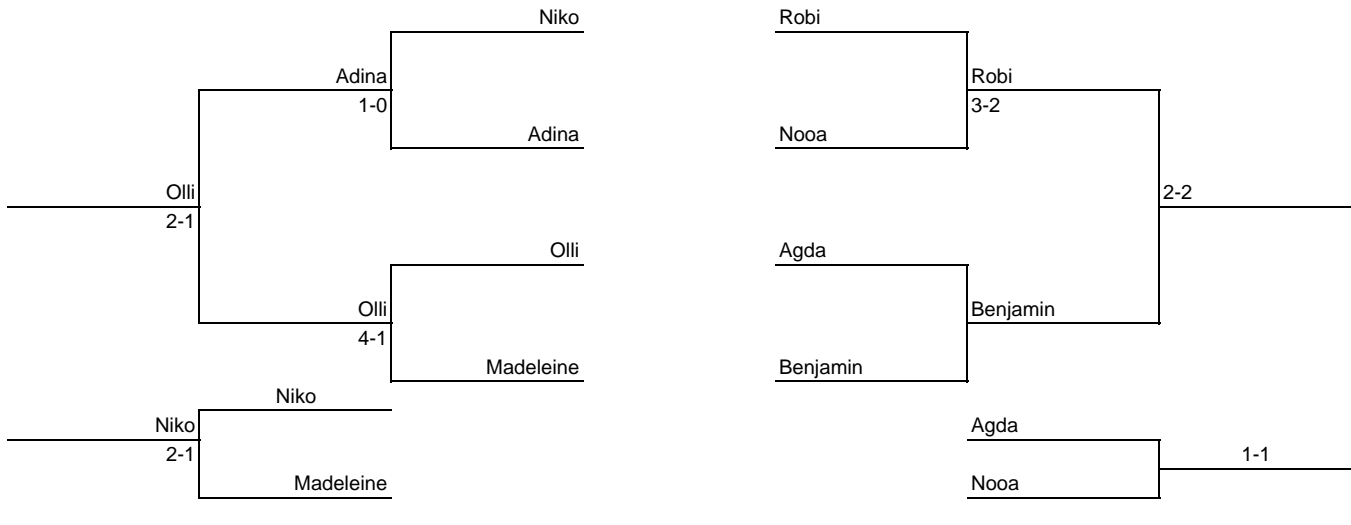 Niko
Robi
Adina
Robi
1-0
3-2
Adina
Nooa
Olli
2-2
2-1
Olli
Agda
Olli
Benjamin
4-1
Madeleine
Benjamin
Niko
Niko
Agda
2-1
1-1
Madeleine
Nooa